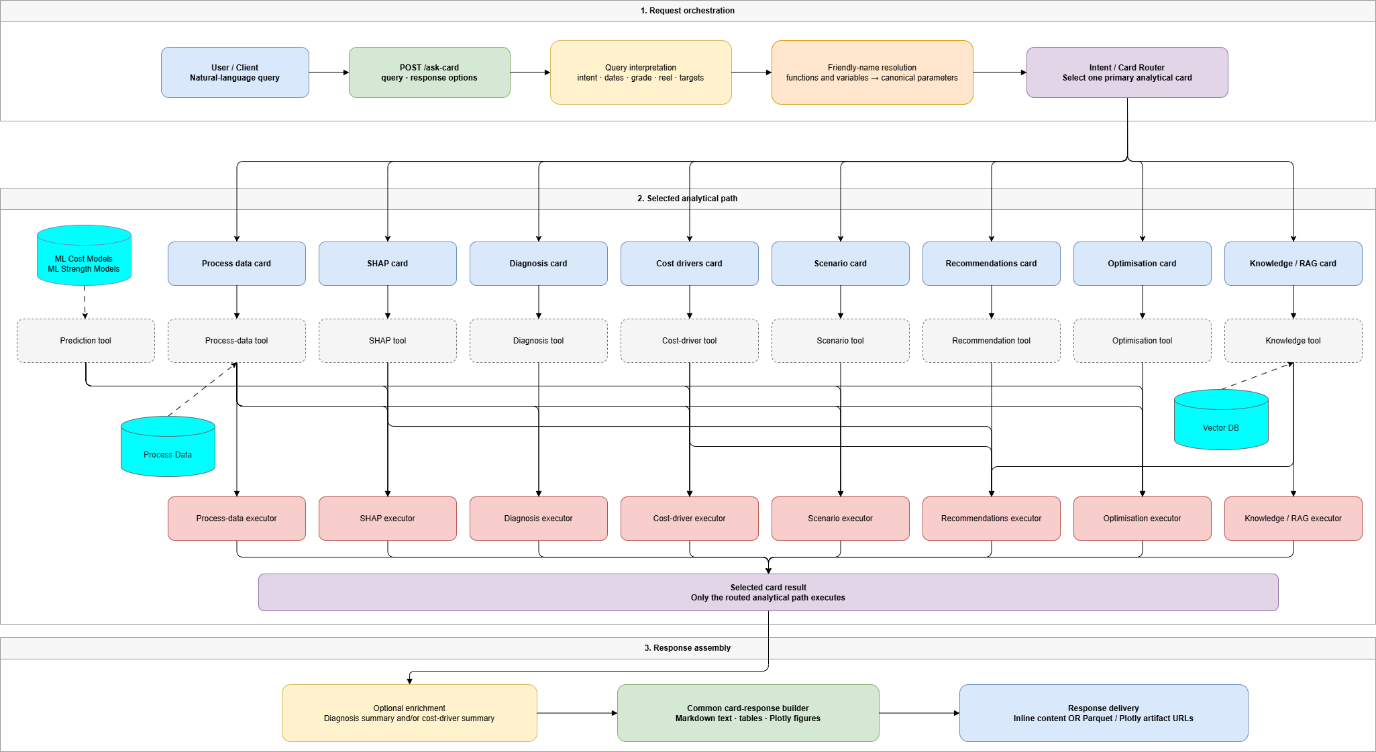 1. Request orchestration
User / Client
Natural-language query
POST /ask-card
query · response options
Query interpretation
intent · dates · grade · reel · targets
Friendly-name resolution
functions and variables → canonical parameters
Intent / Card Router
Select one primary analytical card
2. Selected analytical path
ML Cost Models
ML Strength Models
Process data card
SHAP card
Diagnosis card
Cost drivers card
Scenario card
Recommendations card
Optimisation card
Knowledge / RAG card
Prediction tool
Process-data tool
SHAP tool
Diagnosis tool
Cost-driver tool
Scenario tool
Recommendation tool
Optimisation tool
Knowledge tool
Process Data
Vector DB
Process-data executor
SHAP executor
Diagnosis executor
Cost-driver executor
Scenario executor
Recommendations executor
Optimisation executor
Knowledge / RAG executor
Selected card result
Only the routed analytical path executes
3. Response assembly
Optional enrichment
Diagnosis summary and/or cost-driver summary
Common card-response builder
Markdown text · tables · Plotly figures
Response delivery
Inline content OR Parquet / Plotly artifact URLs